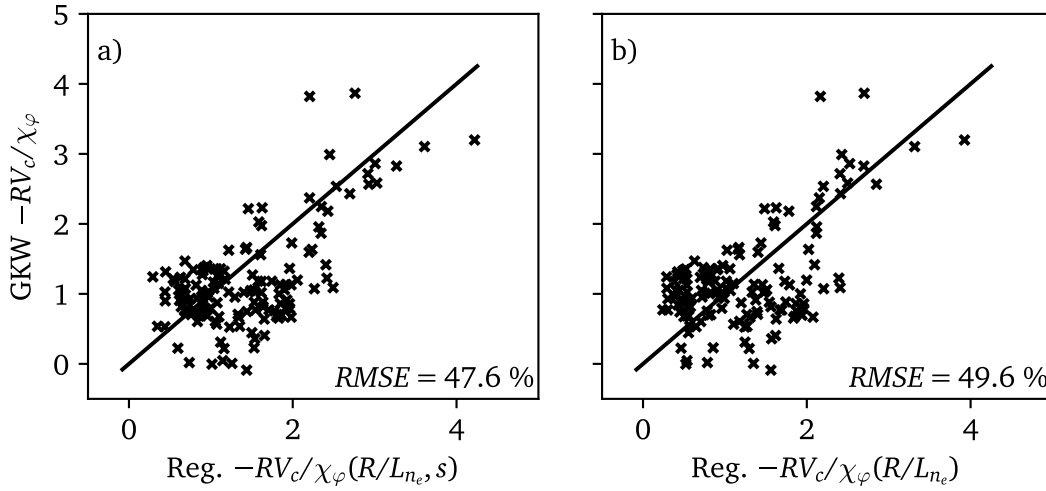 5
4
3
2
1
0
GKW −RV_c/χ_φ
a)
RMSE = 47.6 %
0 2 4
Reg. −RV_c/χ_φ(R/L_{n_e}, s)
b)
RMSE = 49.6 %
0 2 4
Reg. −RV_c/χ_φ(R/L_{n_e})